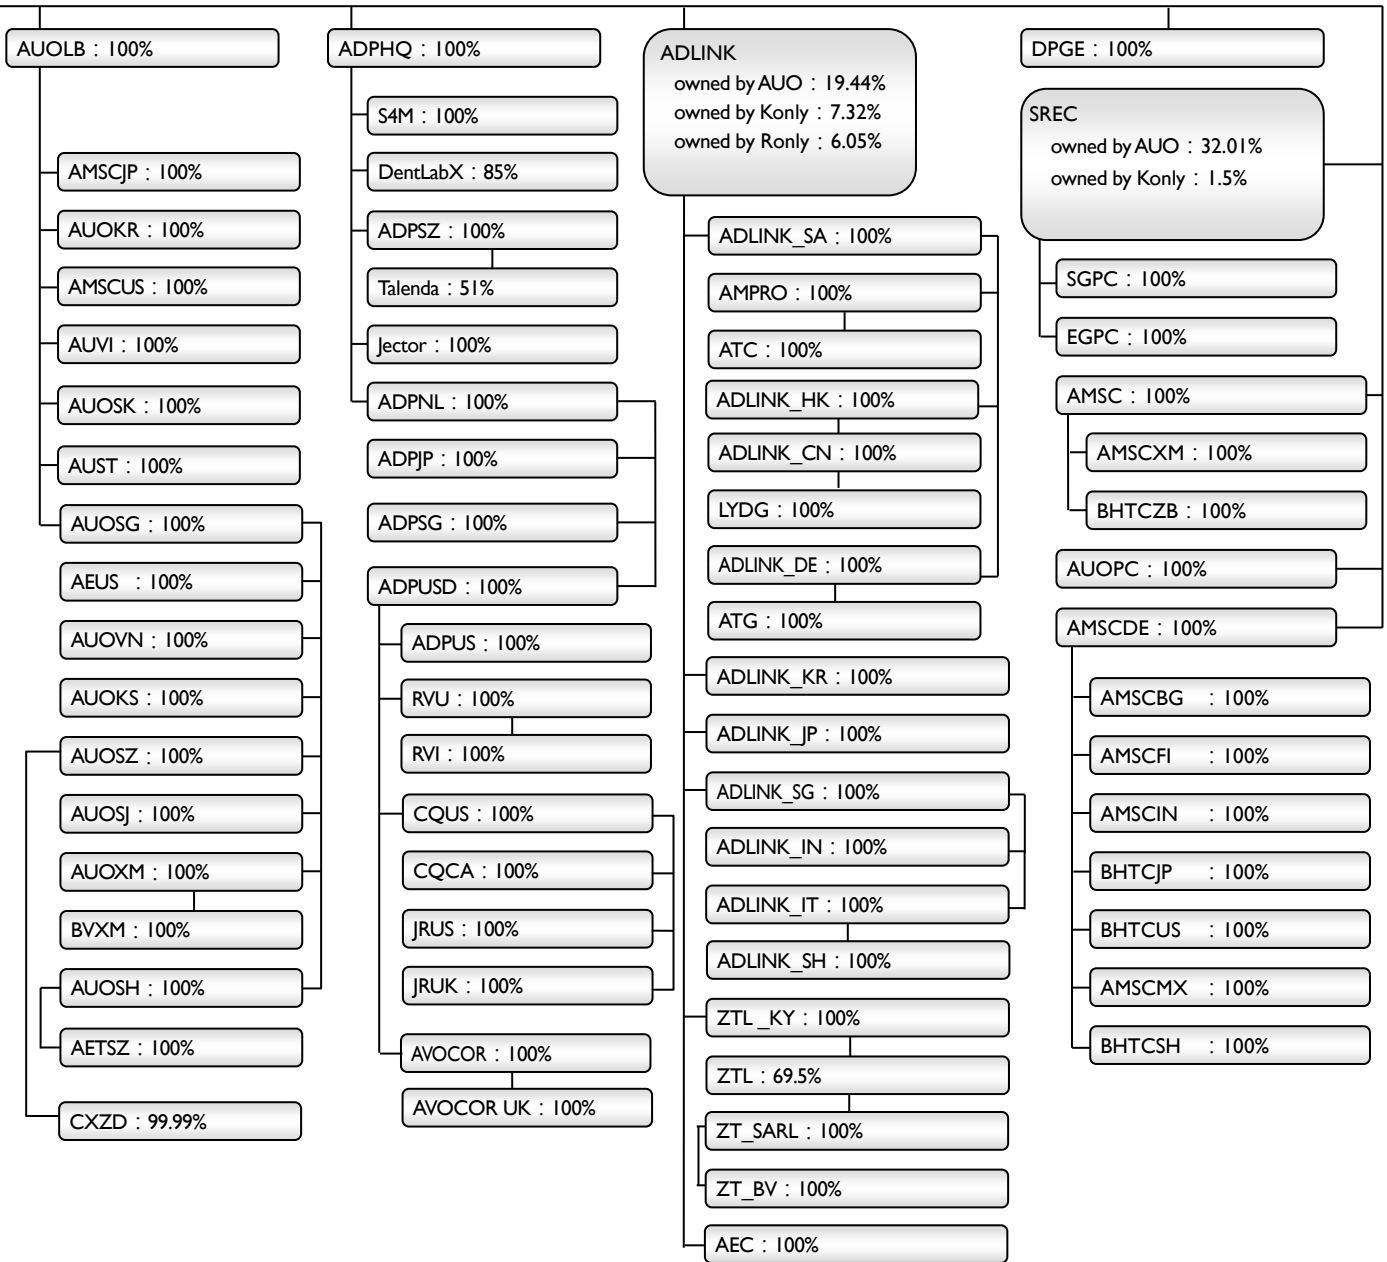 AUOLB : 100%
AMSCJP : 100%
AUOKR : 100%
AMSCUS : 100%
AUVI : 100%
AUOSK : 100%
AUST : 100%
AUOSG : 100%
AEUS : 100%
AUOVN : 100%
AUOKS : 100%
AUOSZ : 100%
AUOSJ : 100%
AUOXM : 100%
BVXM : 100%
AUOSH : 100%
AETSZ : 100%
CXZD : 99.99%
ADPHQ : 100%
S4M : 100%
DentLabX : 85%
ADPSZ : 100%
Talenda : 51%
Jector : 100%
ADPNL : 100%
ADPJP : 100%
ADPSG : 100%
ADPUSD : 100%
ADPUS : 100%
RVU : 100%
RVI : 100%
CQUS : 100%
CQCA : 100%
JRUS : 100%
JRUK : 100%
AVOCOR : 100%
AVOCOR UK : 100%
ADLINK
owned by AUO : 19.44%
owned by Konly : 7.32%
owned by Ronly : 6.05%
ADLINK_SA : 100%
AMPRO : 100%
ATC : 100%
ADLINK_HK : 100%
ADLINK_CN : 100%
LYDG : 100%
ADLINK_DE : 100%
ATG : 100%
ADLINK_KR : 100%
ADLINK_JP : 100%
ADLINK_SG : 100%
ADLINK_IN : 100%
ADLINK_IT : 100%
ADLINK_SH : 100%
ZTL _KY : 100%
ZTL : 69.5%
ZT_SARL : 100%
ZT_BV : 100%
AEC : 100%
DPGE : 100%
SREC
owned by AUO : 32.01%
owned by Konly : 1.5%
SGPC : 100%
EGPC : 100%
AMSC : 100%
AMSCXM : 100%
BHTCZB : 100%
AUOPC : 100%
AMSCDE : 100%
AMSCBG : 100%
AMSCFI : 100%
AMSCIN : 100%
BHTCJP : 100%
BHTCUS : 100%
AMSCMX : 100%
BHTCSH : 100%